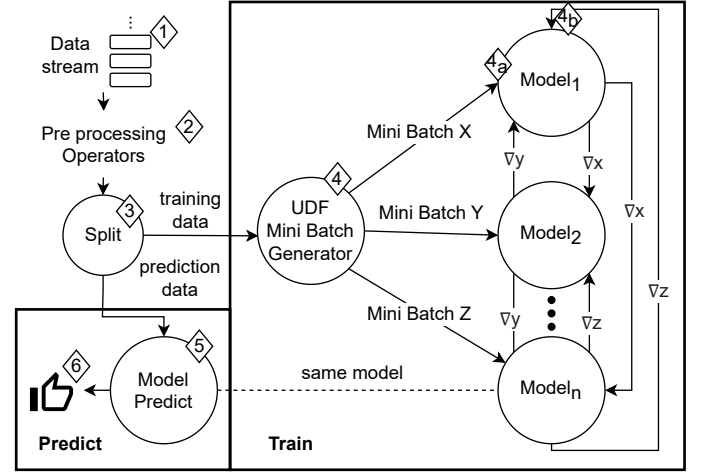 ⋮
1
Data
stream
2
Pre processing
Operators
3
Split
training
data
prediction
data
4
UDF
Mini Batch
Generator
Mini Batch X
Mini Batch Y
Mini Batch Z
4a
4b
Model1
∇y
∇x
∇x
Model2
∇z
∇y
∇z
Modeln
same model
5
Model
Predict
6
Predict
Train